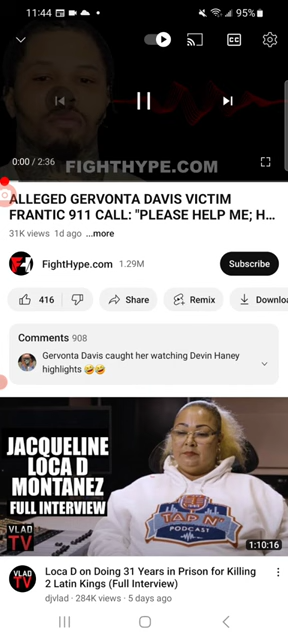 11:44
95%
0:00 / 2:36
FIGHTHYPE.COM
ALLEGED GERVONTA DAVIS VICTIM
FRANTIC 911 CALL: "PLEASE HELP ME; H...
31K views 1d ago ...more
FightHype.com 1.29M
Subscribe
416
Share
Remix
Downloa
Comments 908
Gervonta Davis caught her watching Devin Haney
highlights 🤣🤣
JACQUELINE
LOCA D
MONTANEZ
FULL INTERVIEW
VLAD
TV
TAP N'
PODCAST
1:10:16
VLAD
TV
Loca D on Doing 31 Years in Prison for Killing
2 Latin Kings (Full Interview)
djvlad · 284K views · 5 days ago